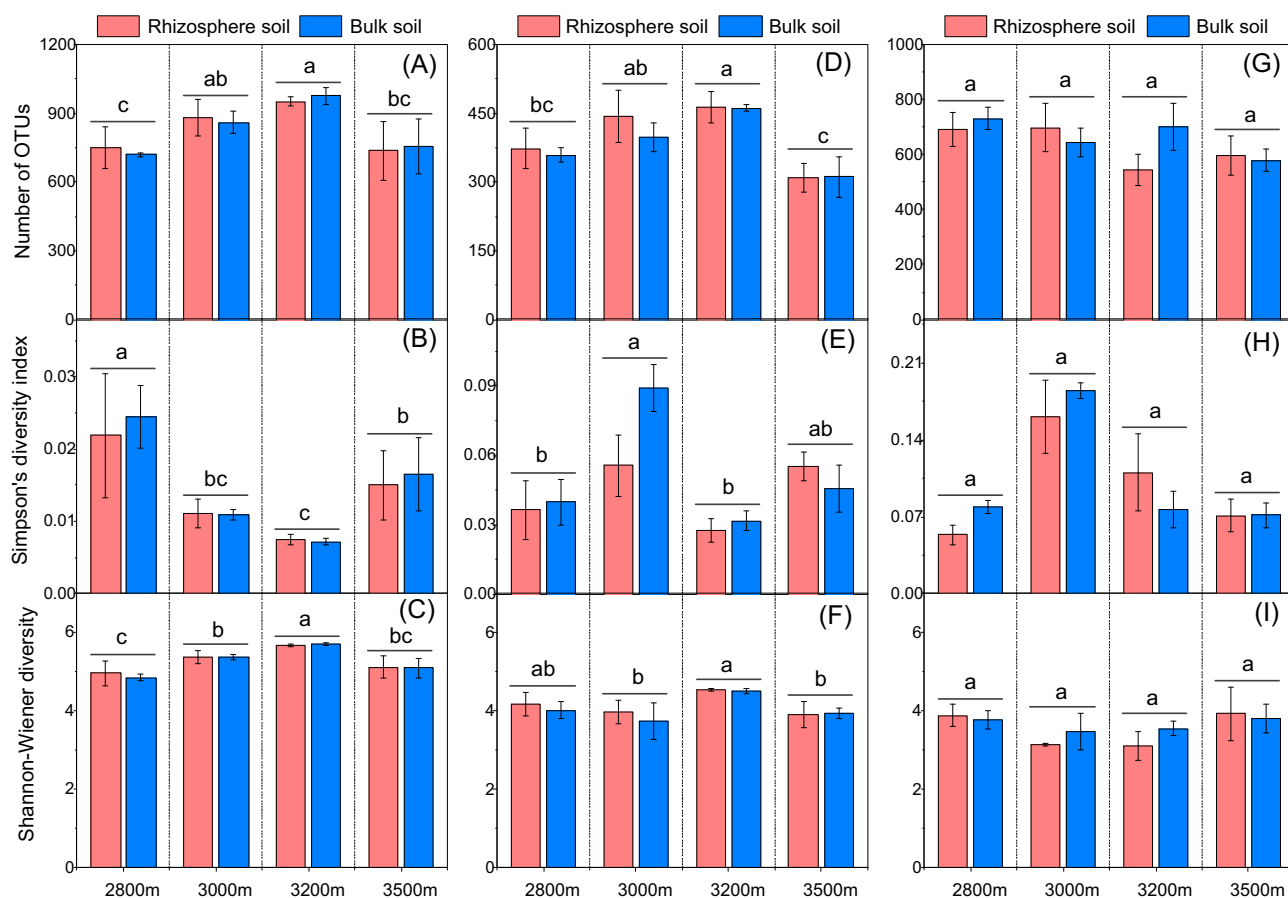 Rhizosphere soil Bulk soil Rhizosphere soil Bulk soil Rhizosphere soil Bulk soil
Number of OTUs
1200
900
600
300
0
(A)
c ab a bc
600
450
300
150
0
(D)
bc ab a c
1000
800
600
400
200
0
(G)
a a a a
Simpson's diversity index
0.03
0.02
0.01
0.00
(B)
a bc c b
0.09
0.06
0.03
0.00
(E)
b a b ab
0.21
0.14
0.07
0.00
(H)
a a a a
Shannon-Wiener diversity
6
4
2
0
(C)
c b a bc
6
4
2
0
(F)
ab b a b
6
4
2
0
(I)
a a a a
2800m 3000m 3200m 3500m 2800m 3000m 3200m 3500m 2800m 3000m 3200m 3500m